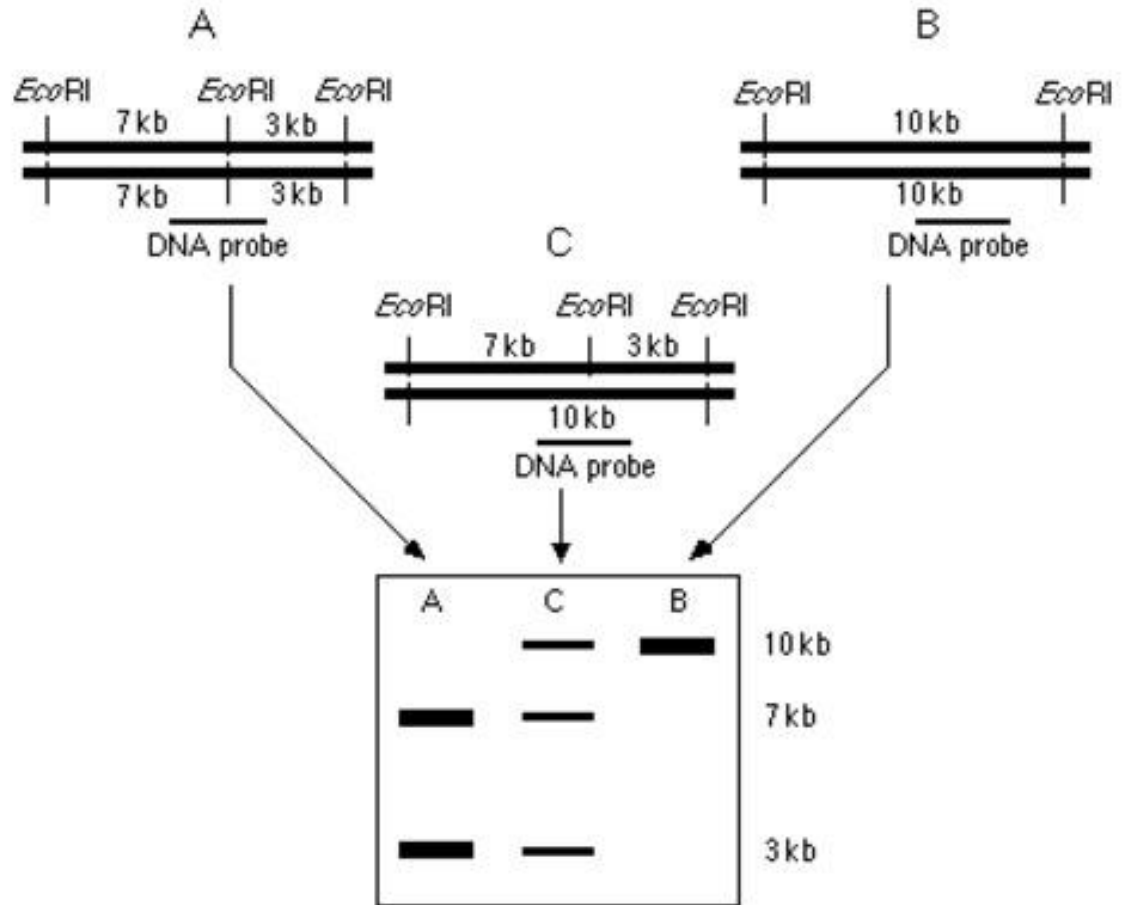 A
EcoRI EcoRI EcoRI
7 kb 3 kb
7 kb 3 kb
DNA probe
B
EcoRI EcoRI
10 kb
10 kb
DNA probe
C
EcoRI EcoRI EcoRI
7 kb 3 kb
10 kb
DNA probe
A C B
10 kb
7 kb
3 kb